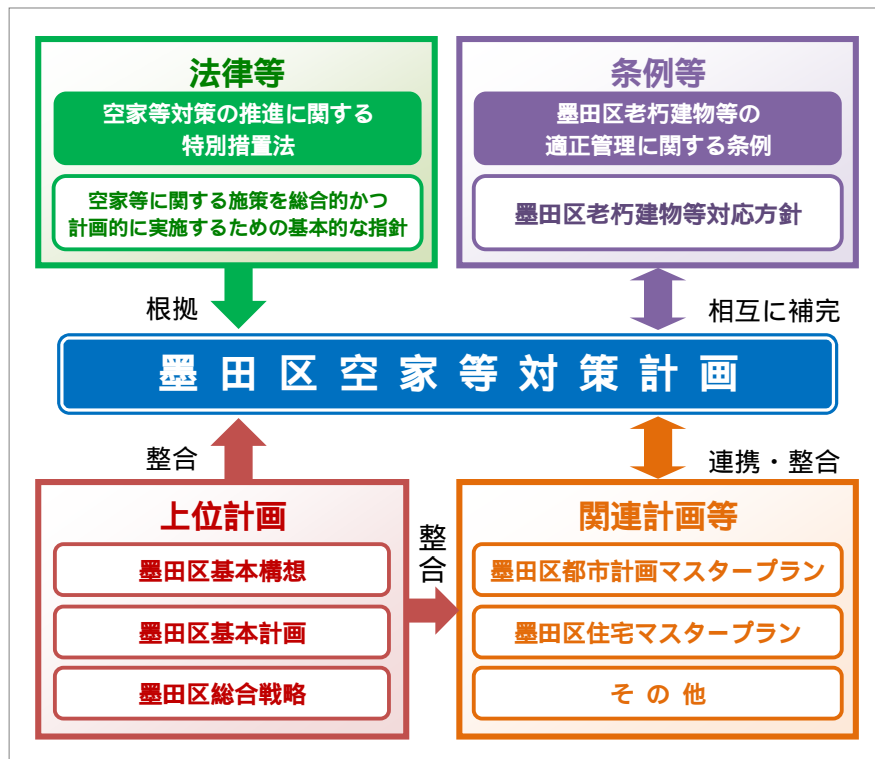 法律等
空家等対策の推進に関する
特別措置法
空家等に関する施策を総合的かつ
計画的に実施するための基本的な指針
条例等
墨田区老朽建物等の
適正管理に関する条例
墨田区老朽建物等対応方針
根拠
相互に補完
墨田区空家等対策計画
整合
連携・整合
上位計画
墨田区基本構想
墨田区基本計画
墨田区総合戦略
整合
関連計画等
墨田区都市計画マスタープラン
墨田区住宅マスタープラン
その他